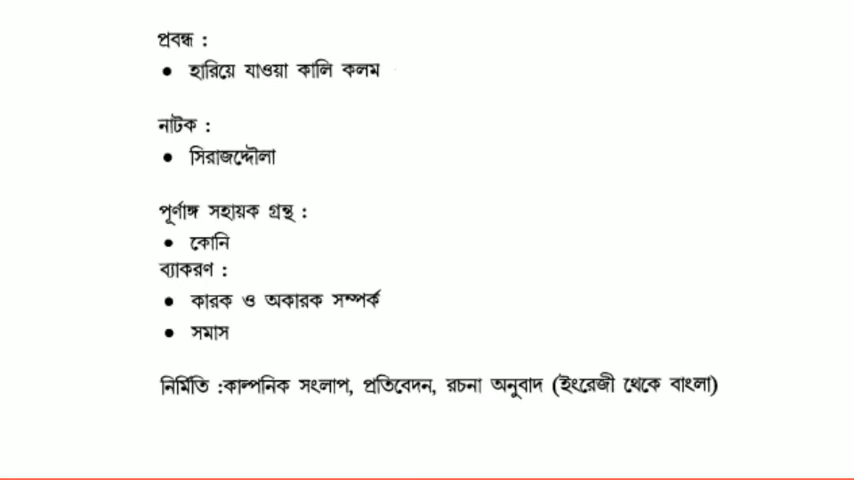 প্রবন্ধ :
• হারিয়ে যাওয়া কালি কলম
নাটক :
• সিরাজদ্দৌলা
পূর্ণাঙ্গ সহায়ক গ্রন্থ :
• কোনি
ব্যাকরণ :
• কারক ও অকারক সম্পর্ক
• সমাস
নির্মিতি :কাল্পনিক সংলাপ, প্রতিবেদন, রচনা অনুবাদ (ইংরেজী থেকে বাংলা)